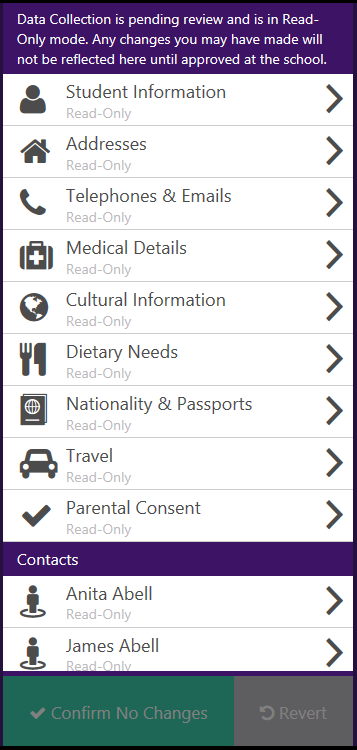 Data Collection is pending review and is in Read-
Only mode. Any changes you may have made will
not be reflected here until approved at the school.
Student Information
Read-Only
Addresses
Read-Only
Telephones & Emails
Read-Only
Medical Details
Read-Only
Cultural Information
Read-Only
Dietary Needs
Read-Only
Nationality & Passports
Read-Only
Travel
Read-Only
Parental Consent
Read-Only
Contacts
Anita Abell
Read-Only
James Abell
Read-Only
Confirm No Changes
Revert